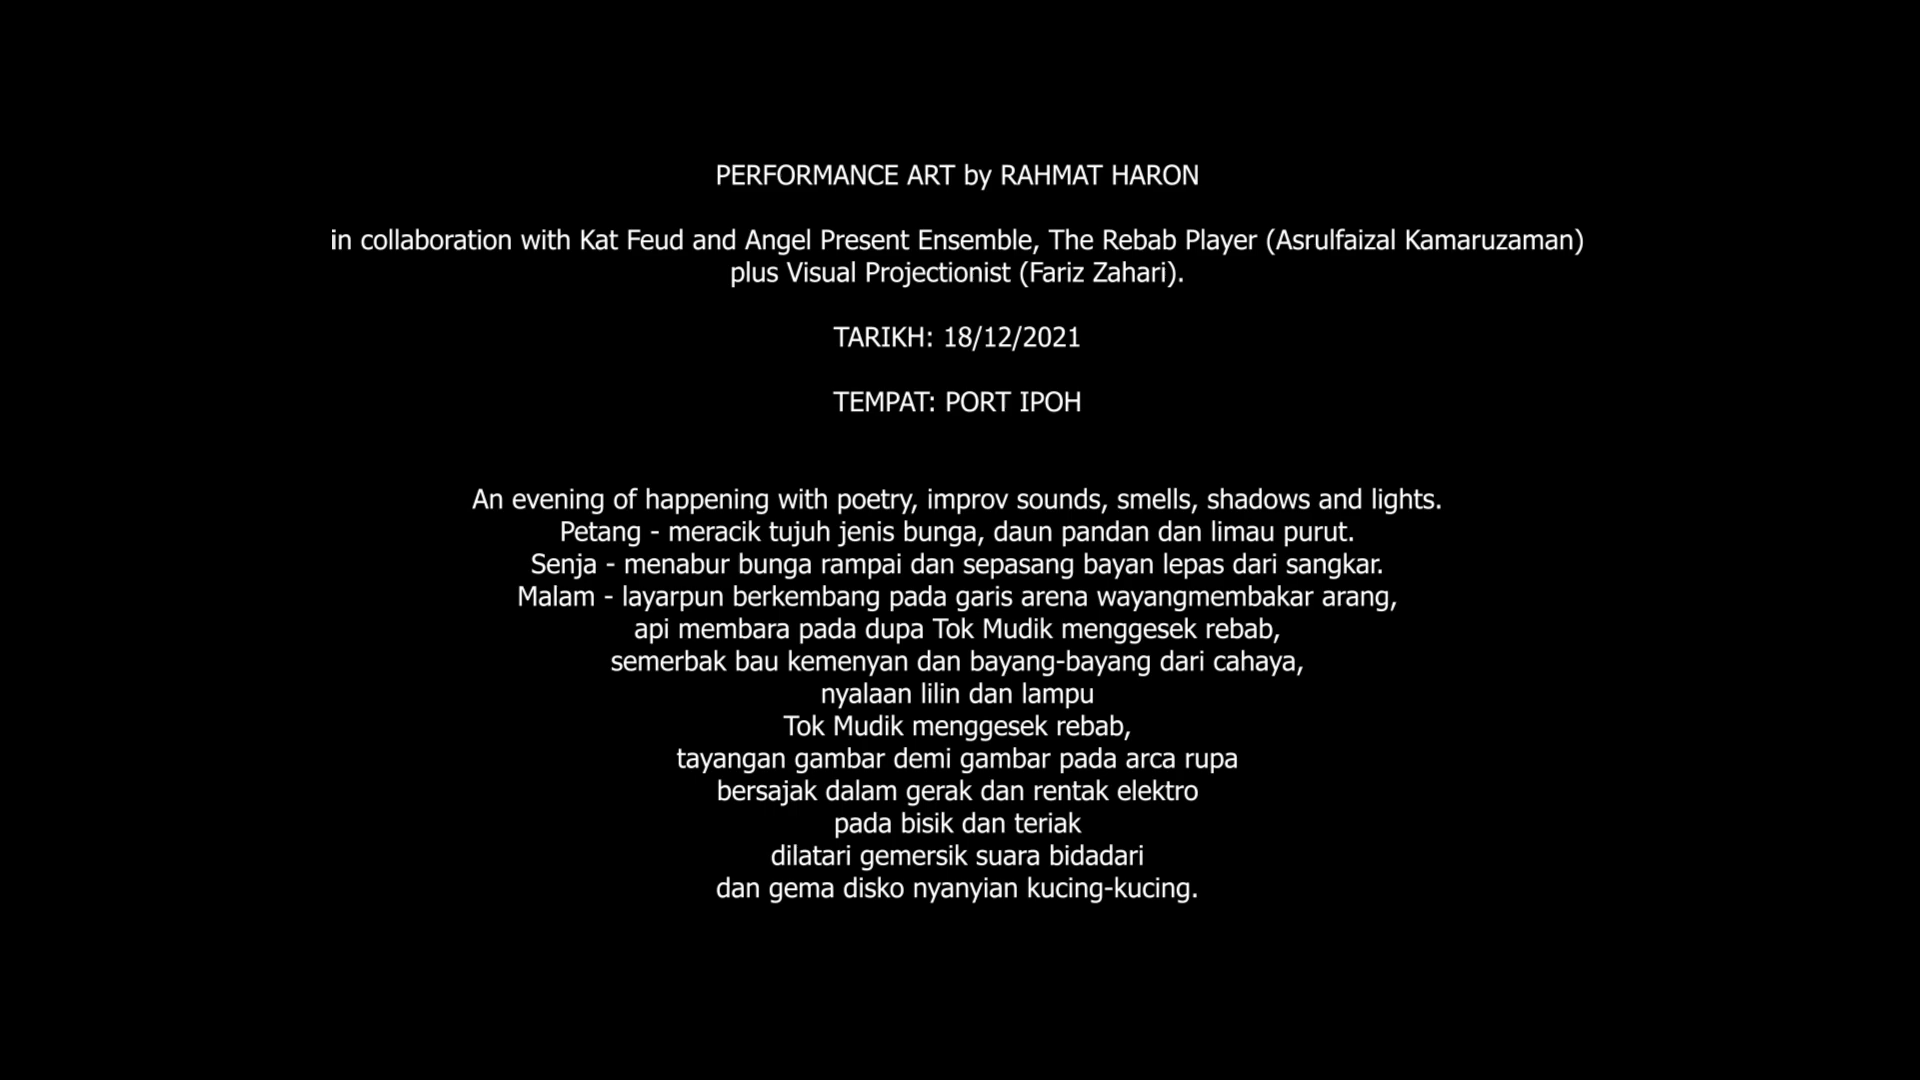 PERFORMANCE ART by RAHMAT HARON
in collaboration with Kat Feud and Angel Present Ensemble, The Rebab Player (Asrulfaizal Kamaruzaman)
plus Visual Projectionist (Fariz Zahari).
TARIKH: 18/12/2021
TEMPAT: PORT IPOH
An evening of happening with poetry, improv sounds, smells, shadows and lights.
Petang - meracik tujuh jenis bunga, daun pandan dan limau purut.
Senja - menabur bunga rampai dan sepasang bayan lepas dari sangkar.
Malam - layarpun berkembang pada garis arena wayangmembakar arang,
api membara pada dupa Tok Mudik menggesek rebab,
semerbak bau kemenyan dan bayang-bayang dari cahaya,
nyalaan lilin dan lampu
Tok Mudik menggesek rebab,
tayangan gambar demi gambar pada arca rupa
bersajak dalam gerak dan rentak elektro
pada bisik dan teriak
dilatari gemersik suara bidadari
dan gema disko nyanyian kucing-kucing.